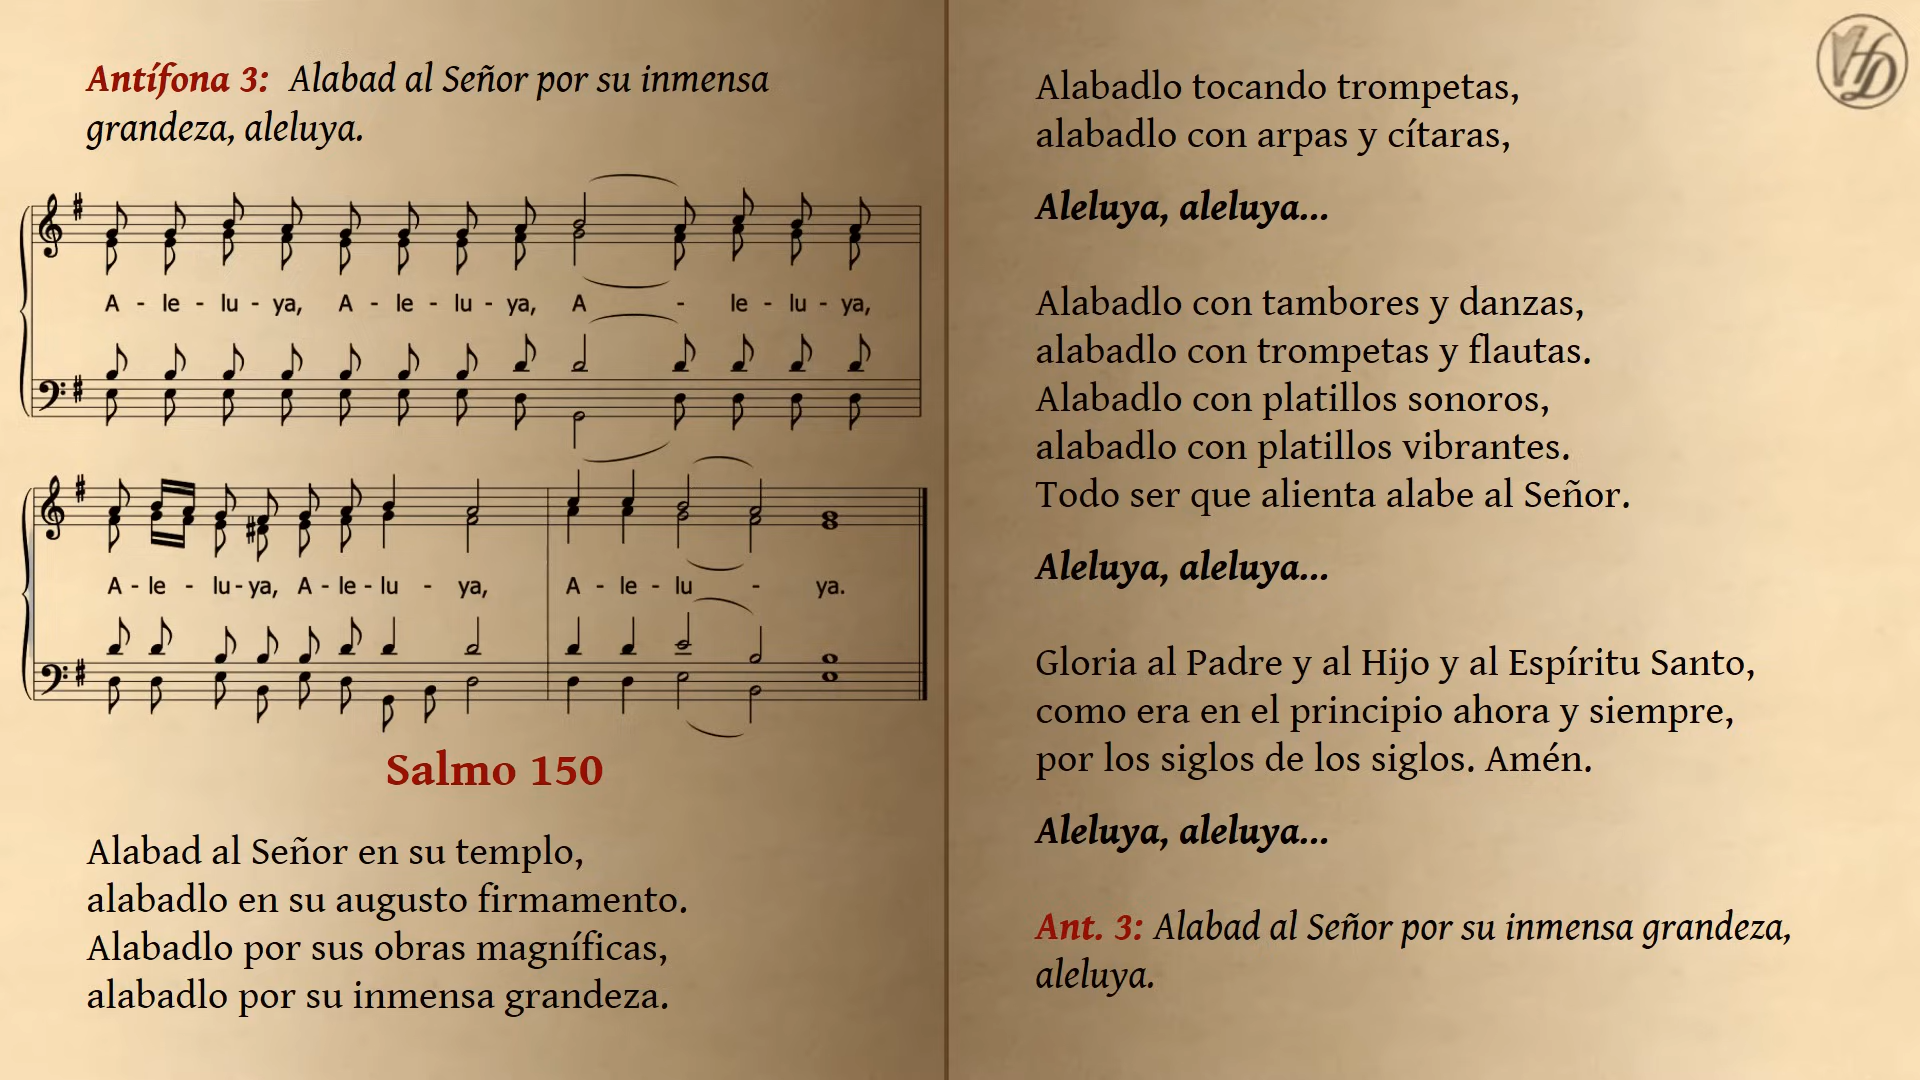 Antífona 3: Alabad al Señor por su inmensa
grandeza, aleluya.
A - le - lu - ya, A - le - lu - ya, A - le - lu - ya,
A - le - lu - ya, A - le - lu - ya, A - le - lu - ya.
Salmo 150
Alabad al Señor en su templo,
alabadlo en su augusto firmamento.
Alabadlo por sus obras magníficas,
alabadlo por su inmensa grandeza.
HD
Alabadlo tocando trompetas,
alabadlo con arpas y cítaras,
Aleluya, aleluya...
Alabadlo con tambores y danzas,
alabadlo con trompetas y flautas.
Alabadlo con platillos sonoros,
alabadlo con platillos vibrantes.
Todo ser que alienta alabe al Señor.
Aleluya, aleluya...
Gloria al Padre y al Hijo y al Espíritu Santo,
como era en el principio ahora y siempre,
por los siglos de los siglos. Amén.
Aleluya, aleluya...
Ant. 3: Alabad al Señor por su inmensa grandeza,
aleluya.